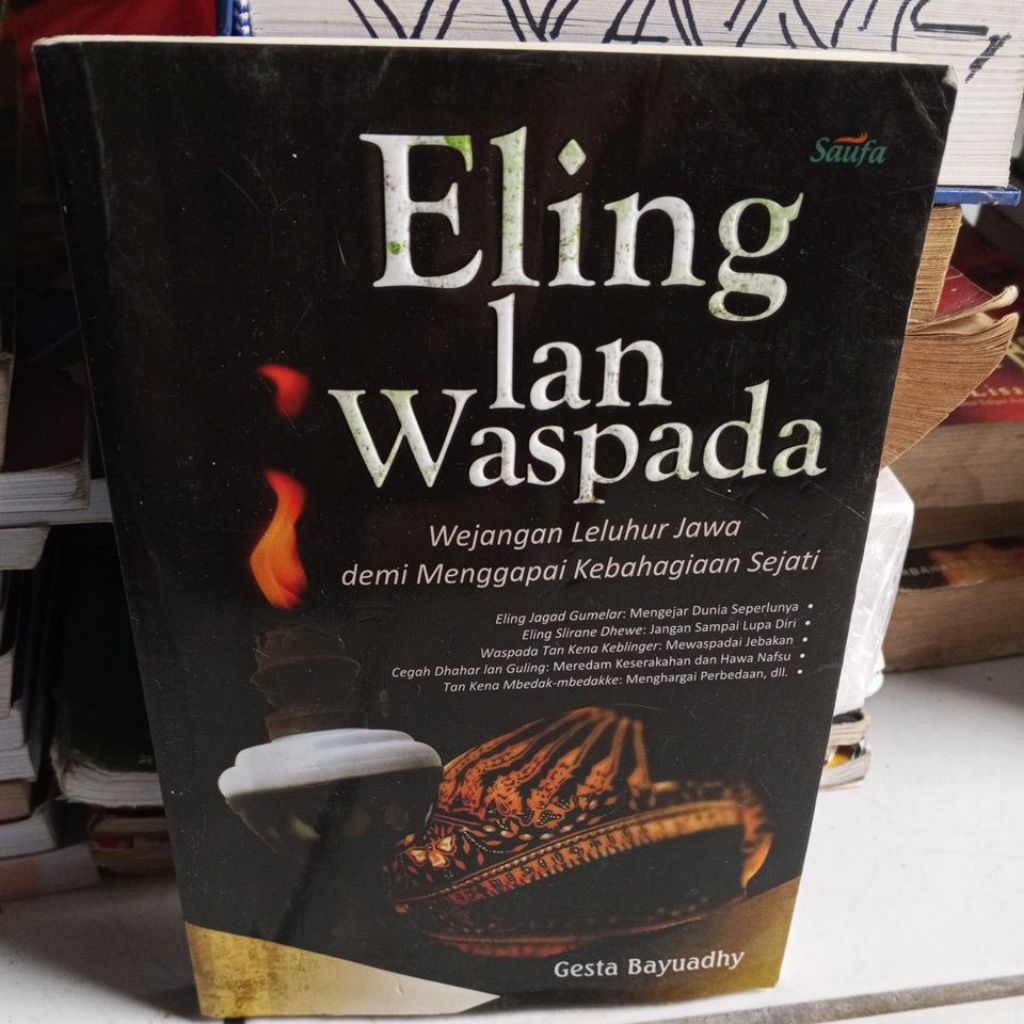 Saufa
Eling
lan
Waspada
Wejangan Leluhur Jawa
demi Menggapai Kebahagiaan Sejati
Eling Jagad Gumelar: Mengejar Dunia Seperlunya •
Eling Slirane Dhewe: Jangan Sampai Lupa Diri •
Waspada Tan Kena Keblinger: Mewaspadai Jebakan •
Cegah Dhahar lan Guling: Meredam Keserakahan dan Hawa Nafsu •
Tan Kena Mbedak-mbedakke: Menghargai Perbedaan, dll. •
Gesta Bayuadhy